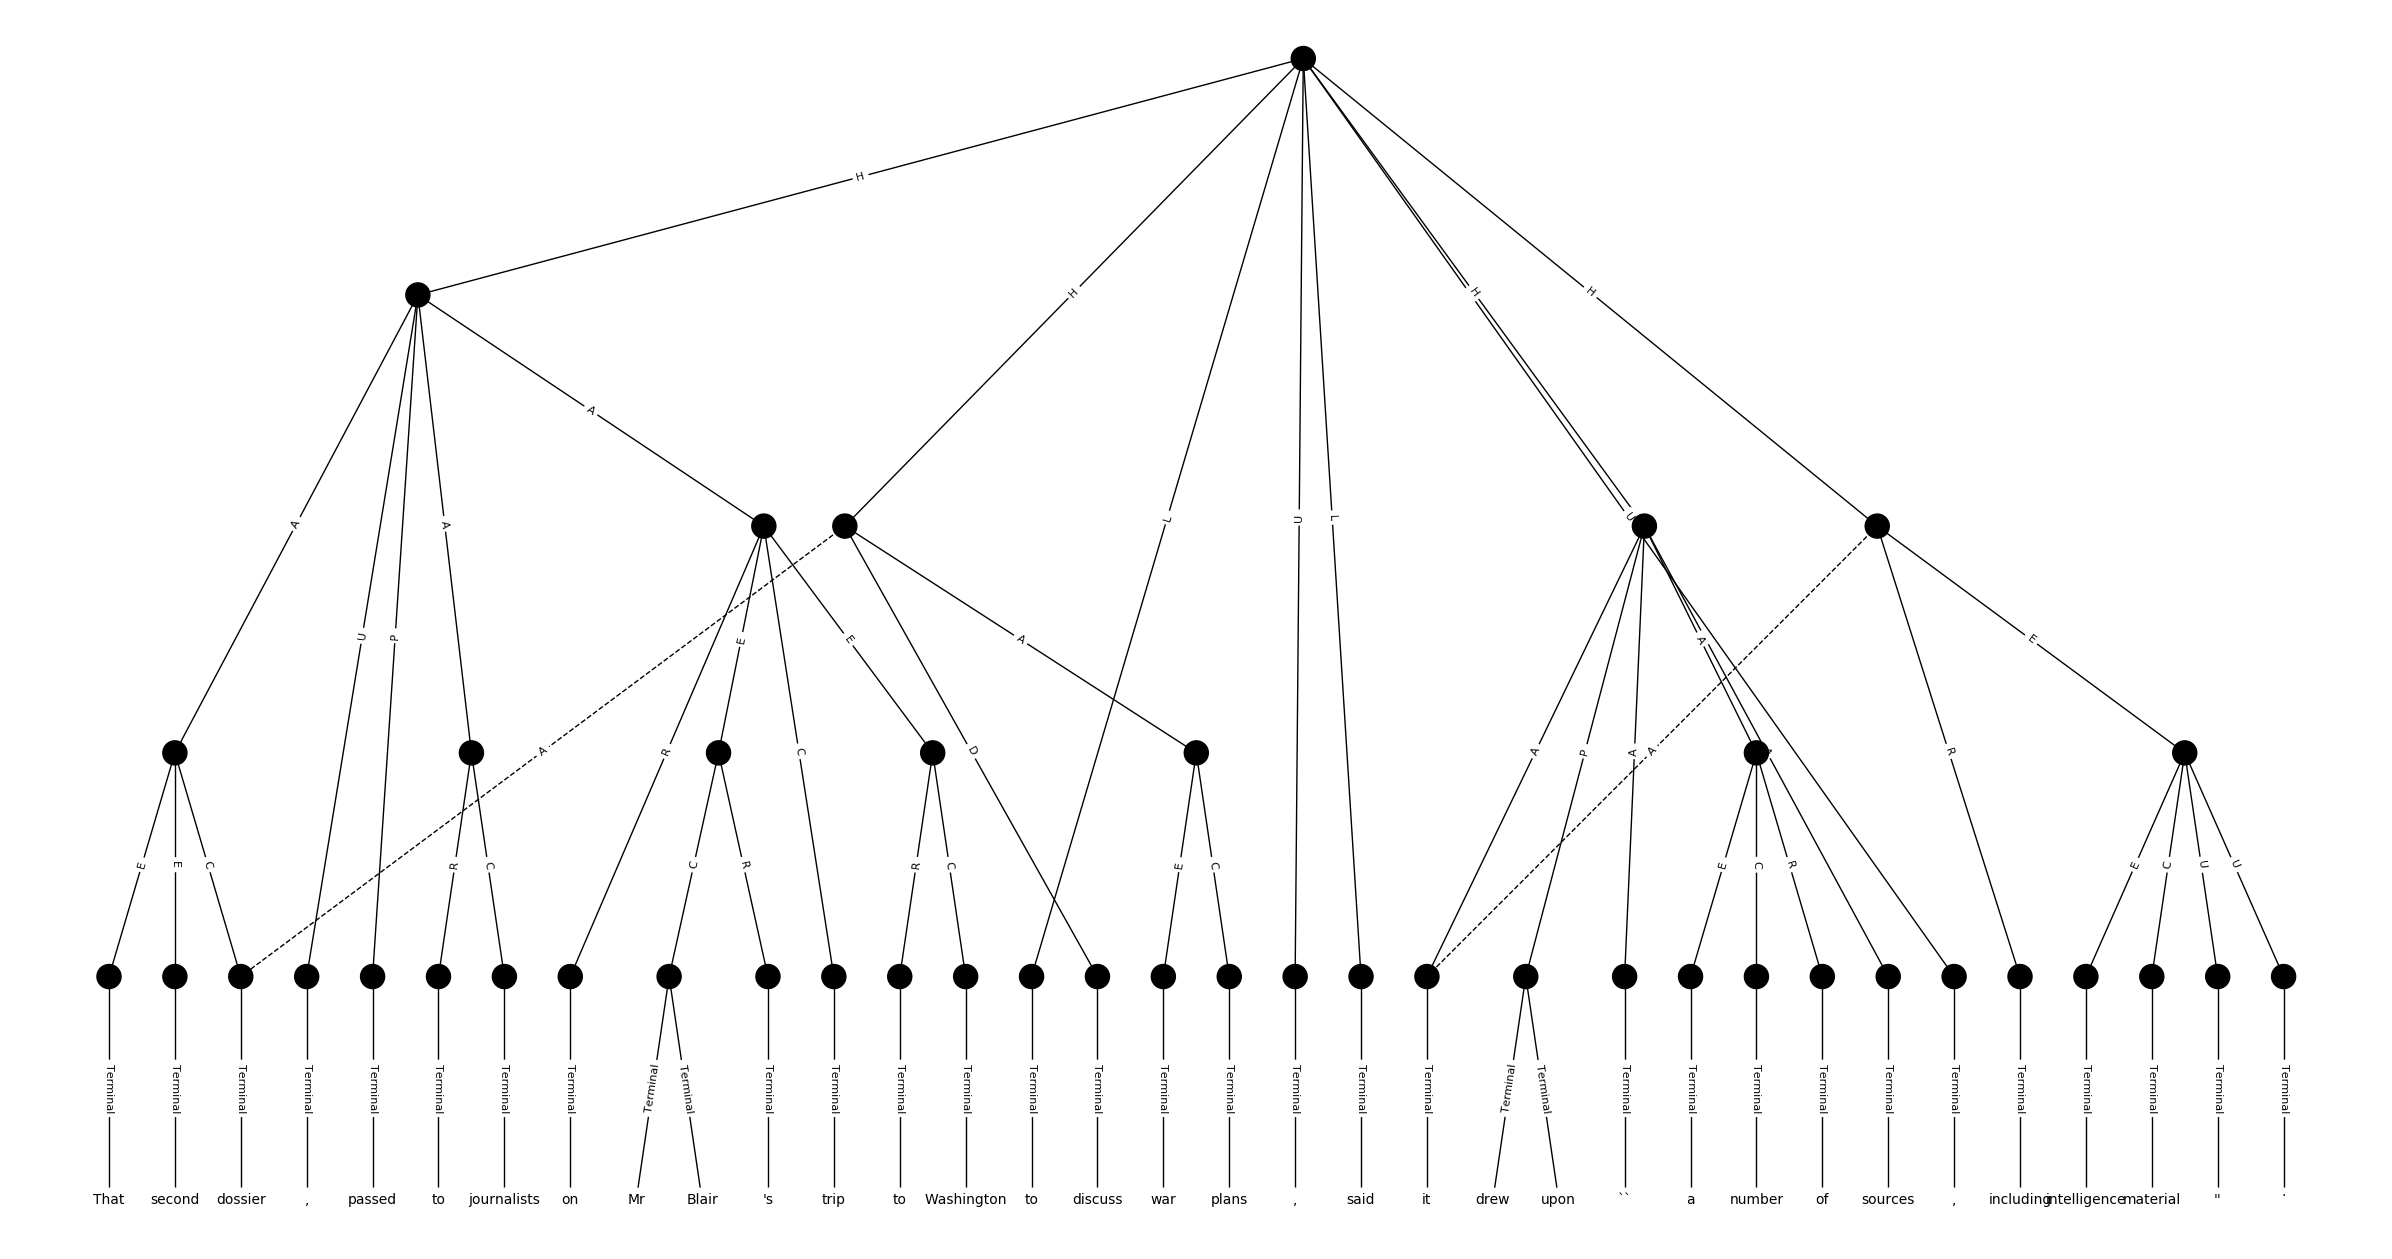 H
H H H
A
A A L U L U
U P E E A A
A R C D A P A A A R E
E E C R C C R R C E C E C R E C U U
Terminal Terminal Terminal Terminal Terminal Terminal Terminal Terminal Terminal Terminal Terminal Terminal Terminal Terminal Terminal Terminal Terminal Terminal Terminal Terminal Terminal Terminal Terminal Terminal Terminal Terminal Terminal Terminal Terminal Terminal Terminal Terminal Terminal Terminal
That second dossier , passed to journalists on Mr Blair 's trip to Washington to discuss war plans , said it drew upon `` a number of sources , including intelligence material " .